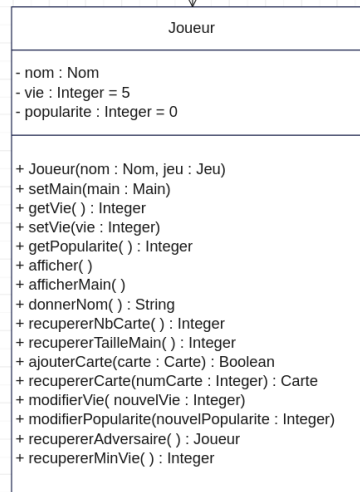 Joueur
- nom : Nom
- vie : Integer = 5
- popularite : Integer = 0
+ Joueur(nom : Nom, jeu : Jeu)
+ setMain(main : Main)
+ getVie( ) : Integer
+ setVie(vie : Integer)
+ getPopularite( ) : Integer
+ afficher( )
+ afficherMain( )
+ donnerNom( ) : String
+ recupererNbCarte( ) : Integer
+ recupererTailleMain( ) : Integer
+ ajouterCarte(carte : Carte) : Boolean
+ recupererCarte(numCarte : Integer) : Carte
+ modifierVie( nouvelVie : Integer)
+ modifierPopularite(nouvelPopularite : Integer)
+ recupererAdversaire( ) : Joueur
+ recupererMinVie( ) : Integer